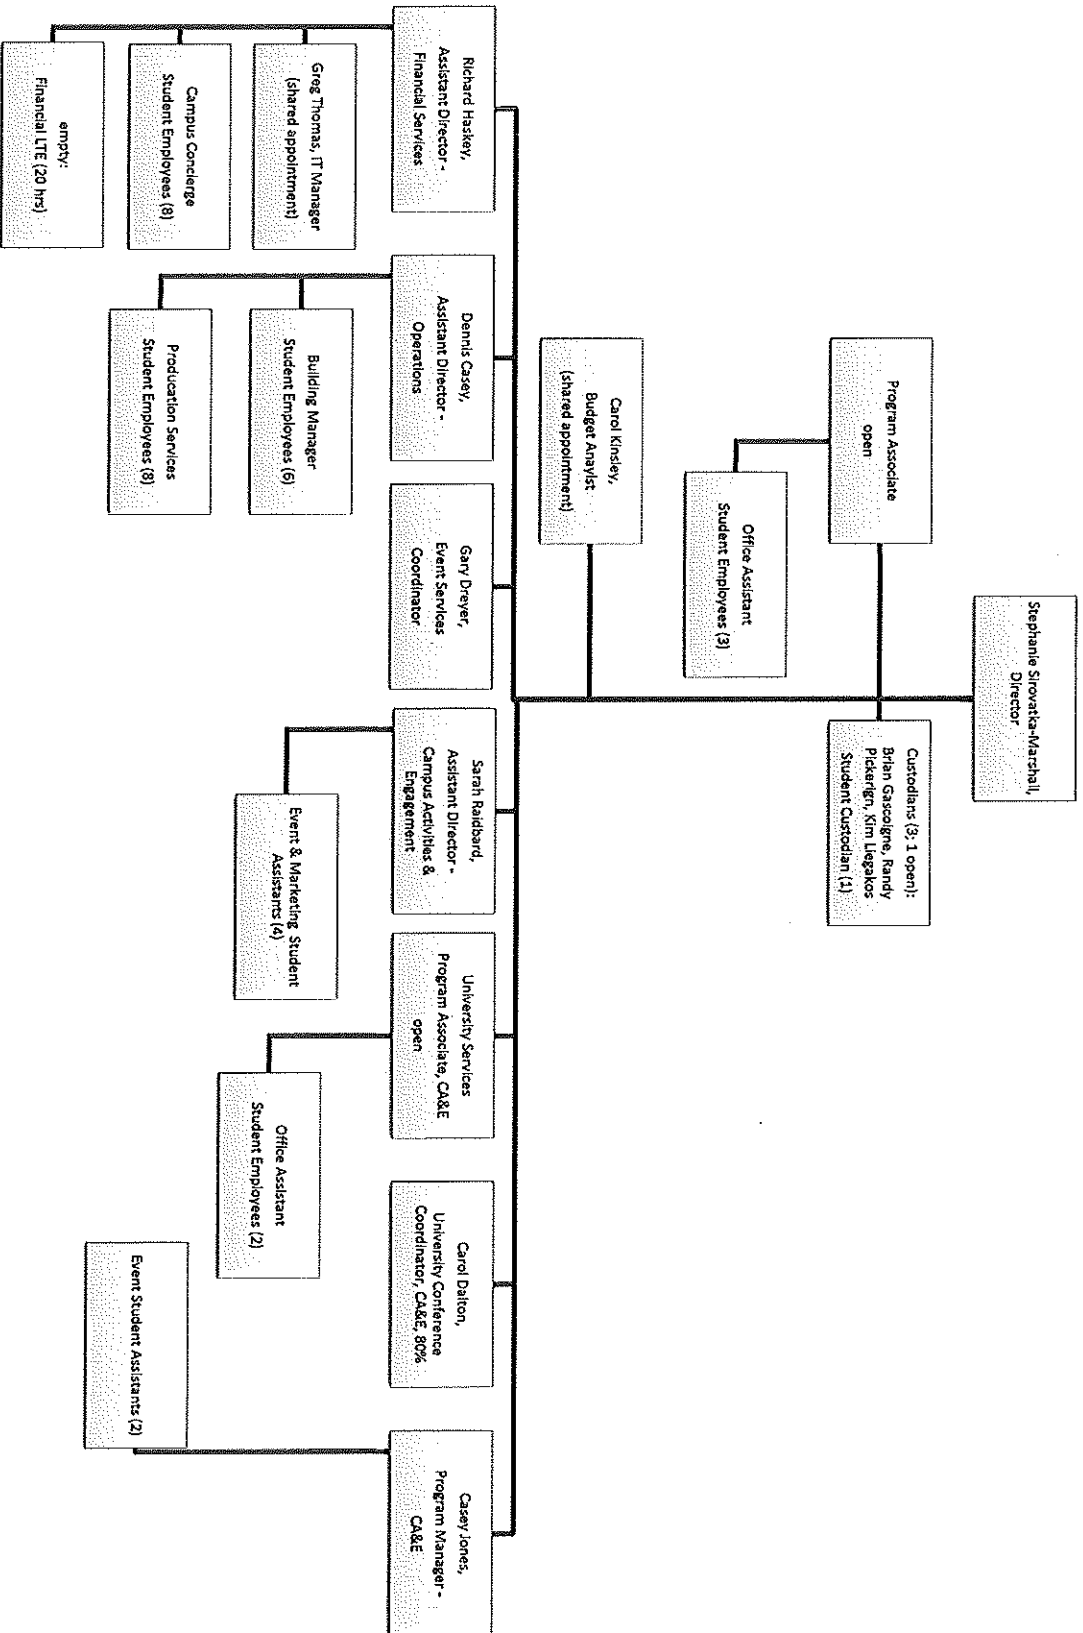 Stephanie Sirovatka-Marshall,
Director
Program Associate
open
Custodians (3; 1 open):
Brian Gascoigne, Randy
Pickerign, Kim Liegakos
Student Custodian (1)
Office Assistant
Student Employees (3)
Carol Kinsley,
Budget Anaylst
(shared appointment)
Richard Haskey,
Assistant Director -
Financial Services
Dennis Casey,
Assistant Director -
Operations
Gary Dreyer,
Event Services
Coordinator
Sarah Raidbard,
Assistant Director -
Campus Activities &
Engagement
University Services
Program Associate, CA&E
open
Carol Dalton,
University Conference
Coordinator, CA&E, 80%
Casey Jones,
Program Manager -
CA&E
Greg Thomas, IT Manager
(shared appointment)
Campus Concierge
Student Employees (8)
empty:
Financial LTE (20 hrs)
Building Manager
Student Employees (6)
Producation Services
Student Employees (8)
Event & Marketing Student
Assistants (4)
Office Assistant
Student Employees (2)
Event Student Assistants (2)